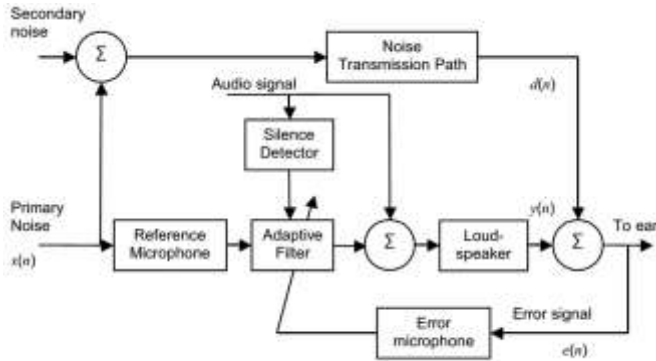 Secondary
noise
Σ
Noise
Transmission Path
Audio signal
d(n)
Silence
Detector
Primary
Noise
x(n)
Reference
Microphone
Adaptive
Filter
Σ
Loud-
speaker
y(n)
Σ
To ear
Error signal
Error
microphone
e(n)